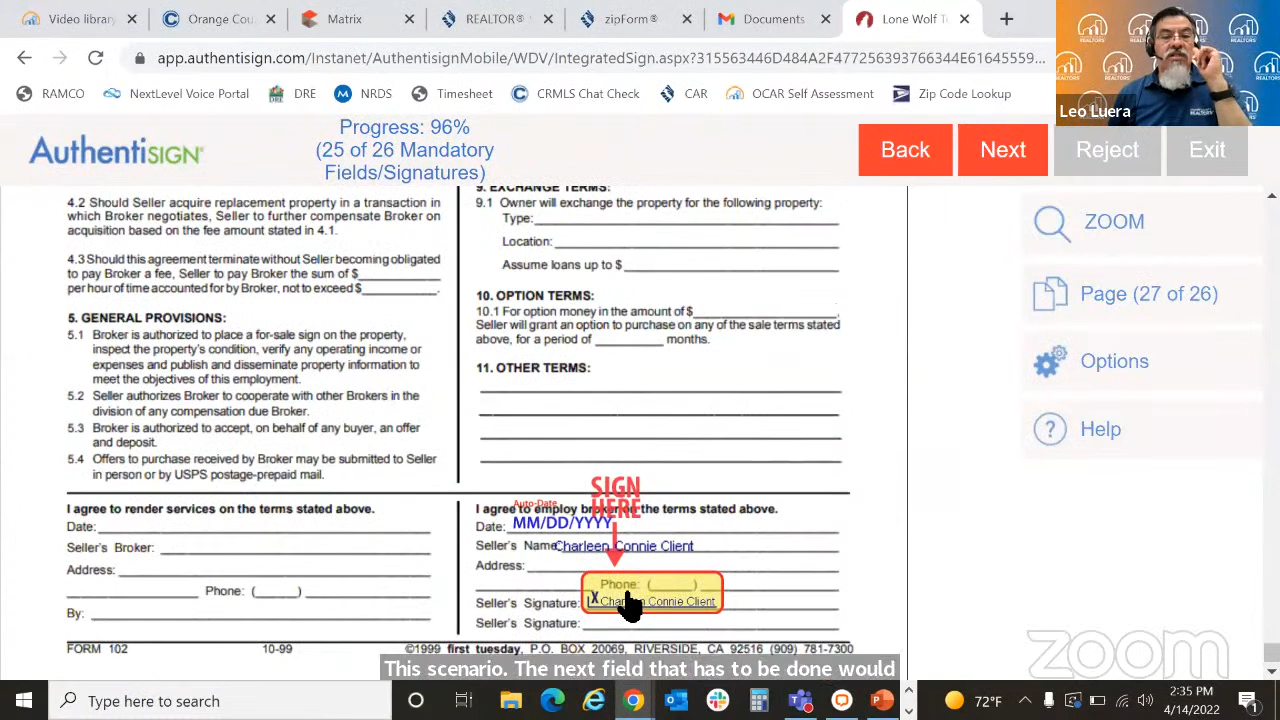 Video library
Orange Cou
Matrix
REALTOR®
zipForm®
Documents
Lone Wolf T
app.authentisign.com/Instance/AuthentisignMobile/WDV/IntegratedSign.aspx?315563446D484A2F477256393766344E61645559...
RAMCO
NextLevel Voice Portal
DRE
NRDS
Timesheet
CRMLS Chat Check
CAR
OCAR Self Assessment
Zip Code Lookup
Leo Luera
AUTHENTISIGN
Progress: 96%
(25 of 26 Mandatory
Fields/Signatures)
Back
Next
Reject
Exit
4.2 Should Seller acquire replacement property in a transaction in
which Broker negotiates, Seller to further compensate Broker on
acquisition based on the fee amount stated in 4.1.
4.3 Should this agreement terminate without Seller becoming obligated
to pay Broker a fee, Seller to pay Broker the sum of $
per hour of time accounted for by Broker, not to exceed $
5. GENERAL PROVISIONS:
5.1 Broker is authorized to place a for-sale sign on the property,
inspect the property's condition, verify any operating income or
expenses and publish and disseminate property information to
meet the objectives of this employment.
5.2 Seller authorizes Broker to cooperate with other Brokers in the
division of any compensation due Broker.
5.3 Broker is authorized to accept, on behalf of any buyer, an offer
and deposit.
5.4 Offers to purchase received by Broker may be submitted to Seller
in person or by USPS postage-prepaid mail.
9. EXCHANGE TERMS:
9.1 Owner will exchange the property for the following property:
Type:
Location:
Assume loans up to $
10. OPTION TERMS:
10.1 For option money in the amount of $
Seller will grant an option to purchase on any of the sale terms stated
above, for a period of ________ months.
11. OTHER TERMS:
I agree to render services on the terms stated above.
Date:
Seller's Broker:
Address:
Phone: (____)
By:
SIGN
HERE
Auto-Date
I agree to employ broker on the terms stated above.
Date: MM/DD/YYYY
Seller's Name Charleen Connie Client
Address:
Phone: (____)
Seller's Signature: X Connie Client
Seller's Signature:
FORM 102 10-99 ©1999 first tuesday, P.O. BOX 20069, RIVERSIDE, CA 92516 (909) 781-7300
ZOOM
Page (27 of 26)
Options
Help
This scenario. The next field that has to be done would
zoom
Type here to search
72°F
2:35 PM
4/14/2022